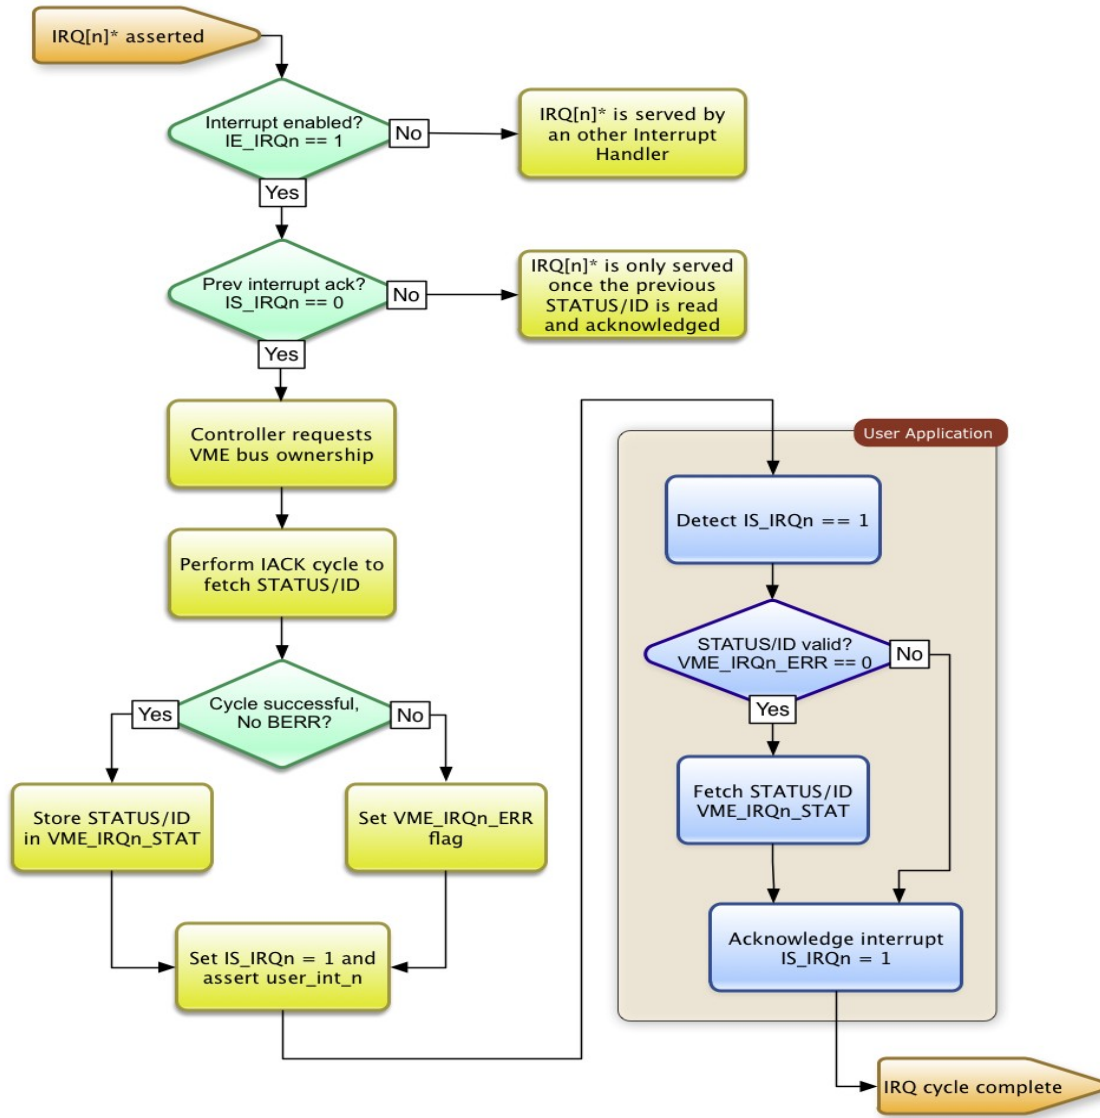 IRQ[n]* asserted
Interrupt enabled?
IE_IRQn == 1
No
IRQ[n]* is served by
an other Interrupt
Handler
Yes
Prev interrupt ack?
IS_IRQn == 0
No
IRQ[n]* is only served
once the previous
STATUS/ID is read
and acknowledged
Yes
Controller requests
VME bus ownership
Perform IACK cycle to
fetch STATUS/ID
Cycle successful,
No BERR?
Yes
No
Store STATUS/ID
in VME_IRQn_STAT
Set VME_IRQn_ERR
flag
Set IS_IRQn = 1 and
assert user_int_n
User Application
Detect IS_IRQn == 1
STATUS/ID valid?
VME_IRQn_ERR == 0
No
Yes
Fetch STATUS/ID
VME_IRQn_STAT
Acknowledge interrupt
IS_IRQn = 1
IRQ cycle complete